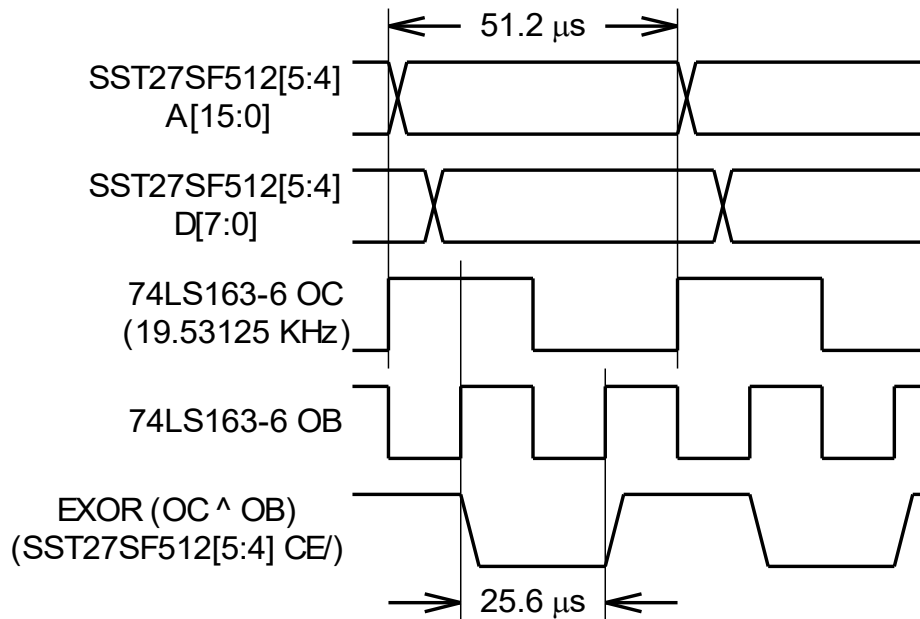 51.2 μs
SST27SF512[5:4]
A[15:0]
SST27SF512[5:4]
D[7:0]
74LS163-6 OC
(19.53125 KHz)
74LS163-6 OB
EXOR (OC ^ OB)
(SST27SF512[5:4] CE/)
25.6 μs